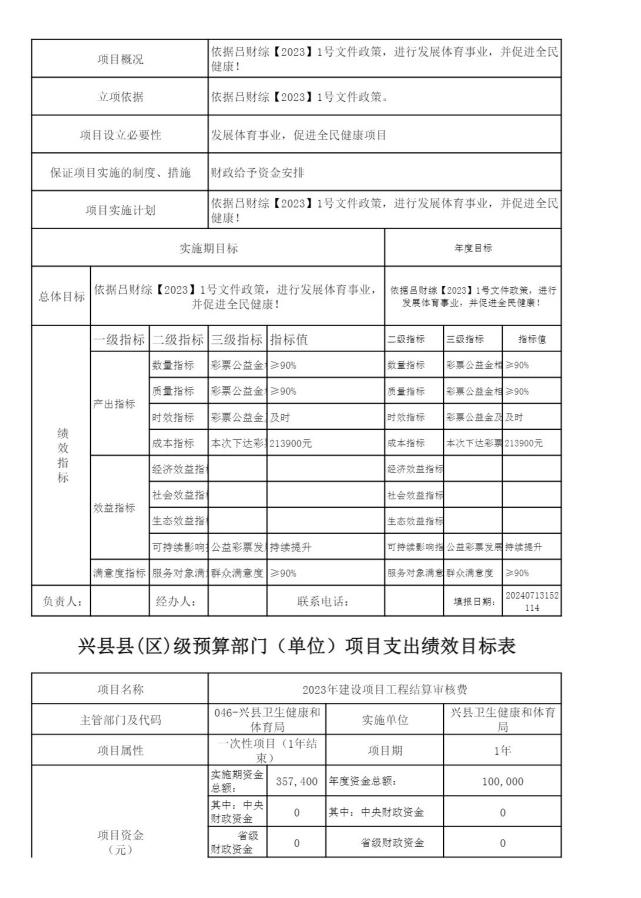 项目概况
依据吕财综【2023】1号文件政策，进行发展体育事业，并促进全民
健康！
立项依据
依据吕财综【2023】1号文件政策。
项目设立必要性
发展体育事业，促进全民健康项目
保证项目实施的制度、措施
财政给予资金安排
项目实施计划
依据吕财综【2023】1号文件政策，进行发展体育事业，并促进全民
健康！
实施期目标 年度目标
总体目标
依据吕财综【2023】1号文件政策，进行发展体育事业，
并促进全民健康！
依据吕财综【2023】1号文件政策，进行
发展体育事业，并促进全民健康！
绩
效
指
标
一级指标 二级指标 三级指标 指标值 二级指标 三级指标 指标值
产出指标
数量指标 彩票公益金 ≥90% 数量指标 彩票公益金相 ≥90%
质量指标 彩票公益金 ≥90% 质量指标 彩票公益金相 ≥90%
时效指标 彩票公益金 及时 时效指标 彩票公益金及 及时
成本指标 本次下达彩 213900元 成本指标 本次下达彩票 213900元
效益指标
经济效益指 经济效益指标
社会效益指 社会效益指标
生态效益指 生态效益指标
可持续影响 公益彩票发 持续提升 可持续影响指 公益彩票发展 持续提升
满意度指标 服务对象满 群众满意度 ≥90% 服务对象满意 群众满意度 ≥90%
负责人： 经办人： 联系电话： 填报日期：
20240713152
114
兴县县(区)级预算部门（单位）项目支出绩效目标表
项目名称 2023年建设项目工程结算审核费
主管部门及代码
046-兴县卫生健康和
体育局
实施单位
兴县卫生健康和体育
局
项目属性
一次性项目（1年结
束）
项目期 1年
项目资金
（元）
实施期资金
总额：
357,400 年度资金总额： 100,000
其中：中央
财政资金
0 其中：中央财政资金 0
省级
财政资金
0 省级财政资金 0